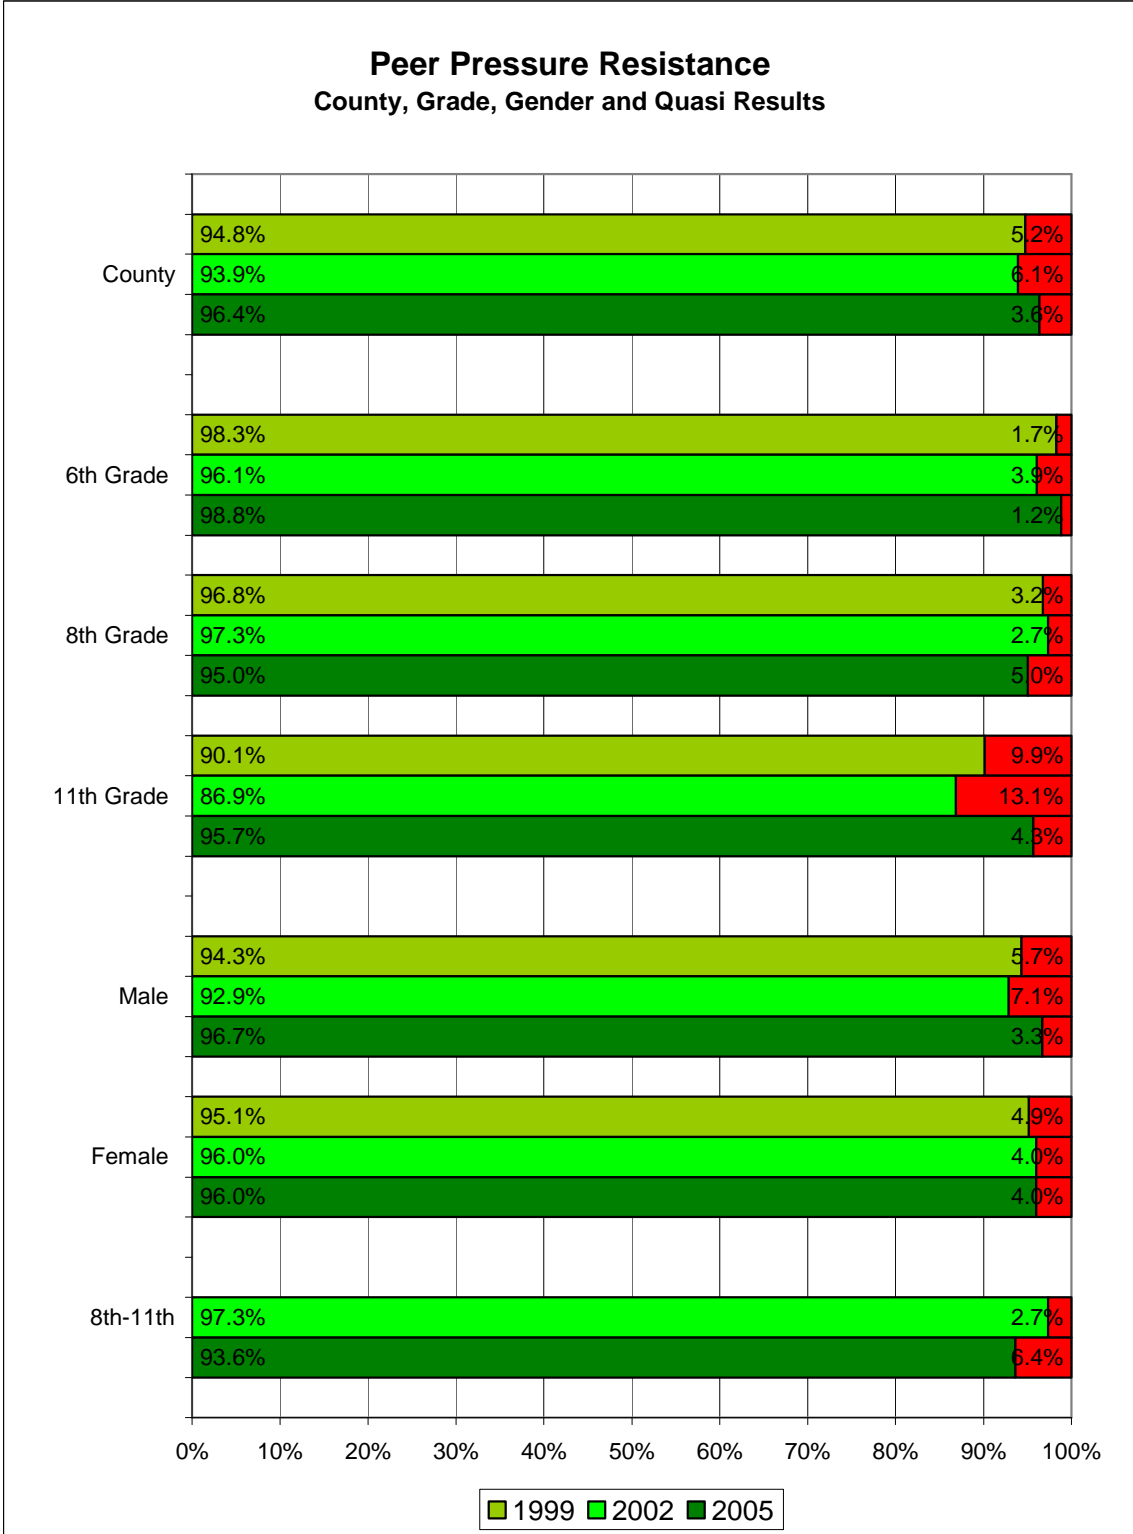 Peer Pressure Resistance
County, Grade, Gender and Quasi Results
94.8% 5.2%
County 93.9% 6.1%
96.4% 3.6%
98.3% 1.7%
6th Grade 96.1% 3.9%
98.8% 1.2%
96.8% 3.2%
8th Grade 97.3% 2.7%
95.0% 5.0%
90.1% 9.9%
11th Grade 86.9% 13.1%
95.7% 4.3%
94.3% 5.7%
Male 92.9% 7.1%
96.7% 3.3%
95.1% 4.9%
Female 96.0% 4.0%
96.0% 4.0%
8th-11th 97.3% 2.7%
93.6% 6.4%
0% 10% 20% 30% 40% 50% 60% 70% 80% 90% 100%
1999 2002 2005